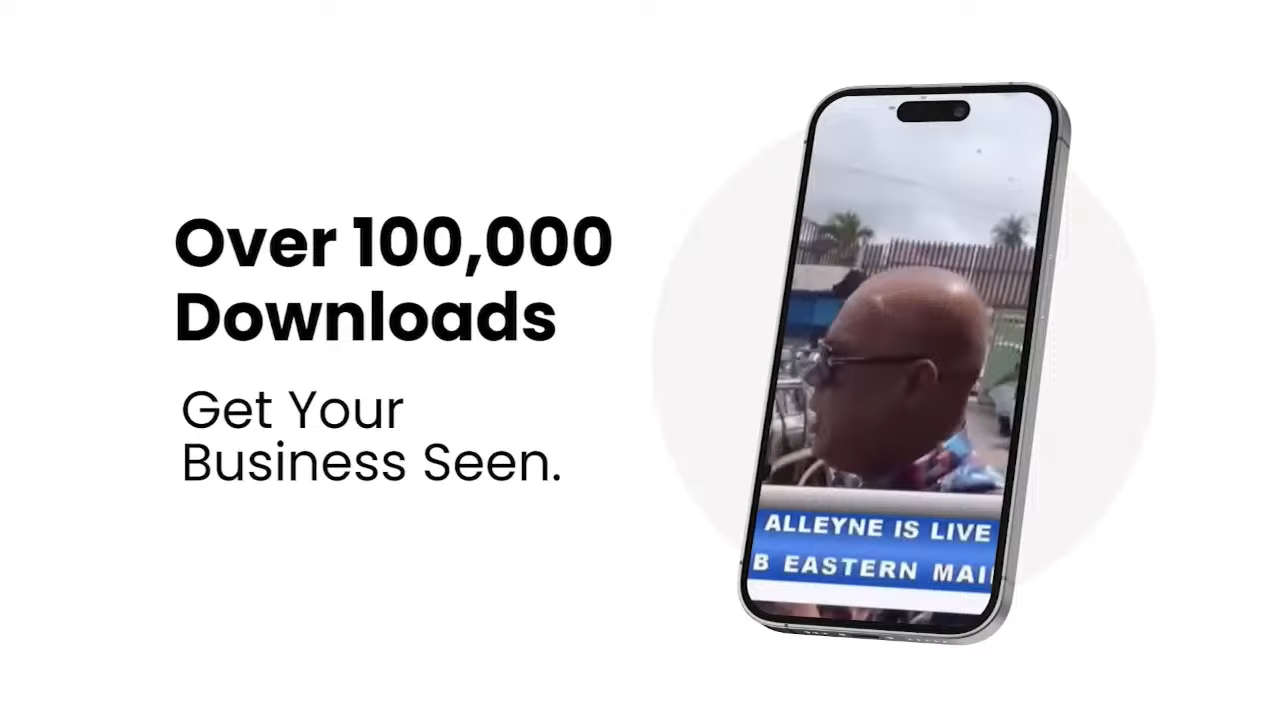 Over 100,000
Downloads
Get Your
Business Seen.
ALLEYNE IS LIVE
B EASTERN MAI